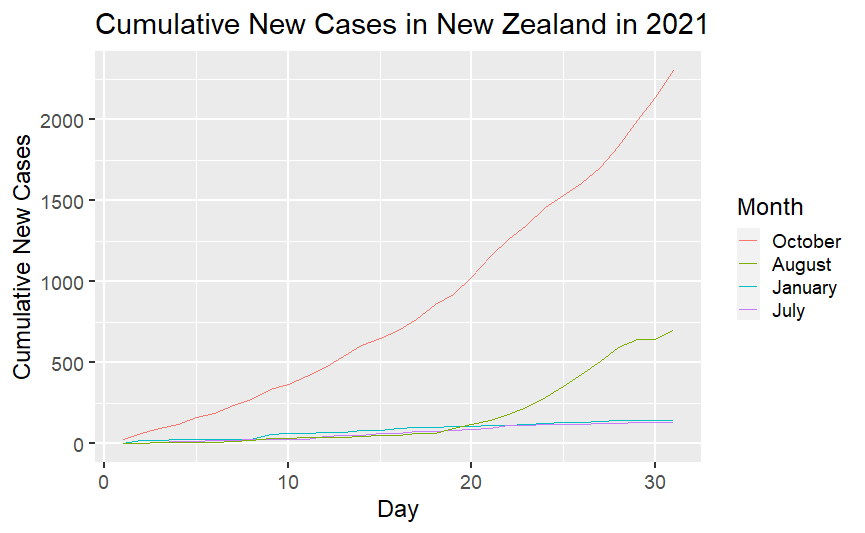 Cumulative New Cases in New Zealand in 2021
Cumulative New Cases
2000
1500
1000
500
0
0
10
20
30
Day
Month
October
August
January
July